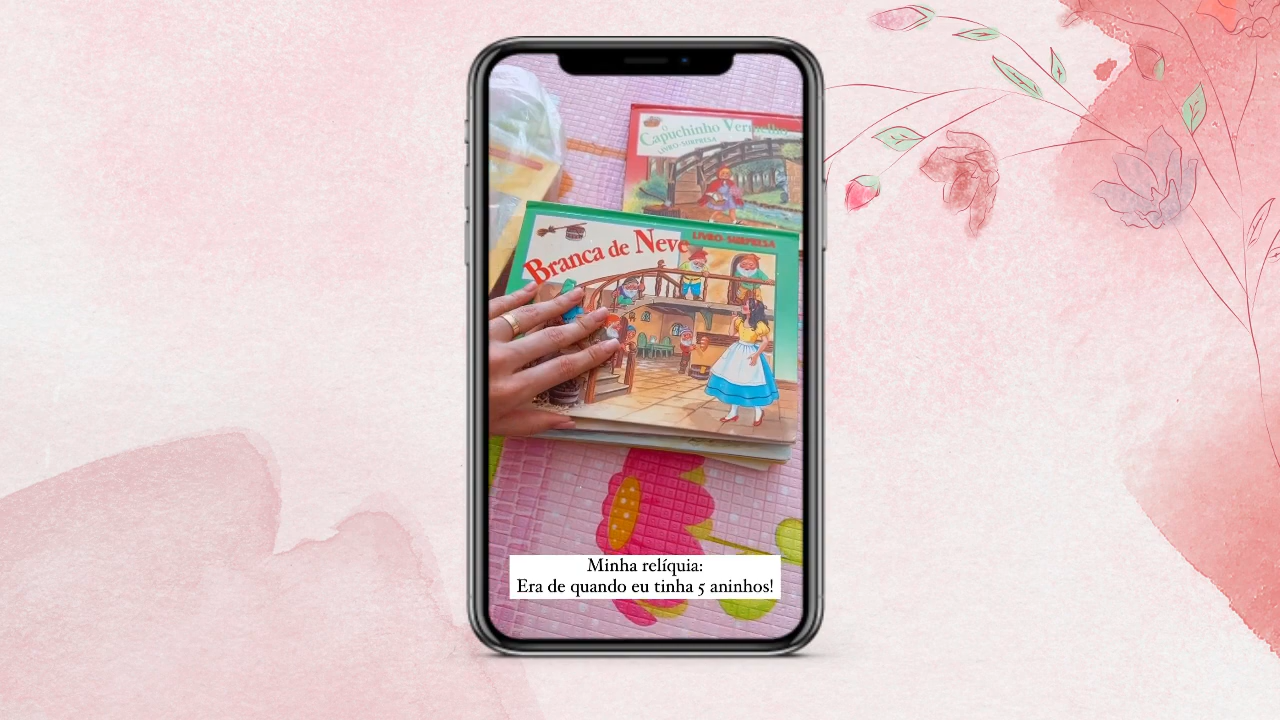 O
Capuchinho Vermelho
LIVRO-SURPRESA
Branca de Neve
LIVRO-SURPRESA
Minha relíquia:
Era de quando eu tinha 5 aninhos!